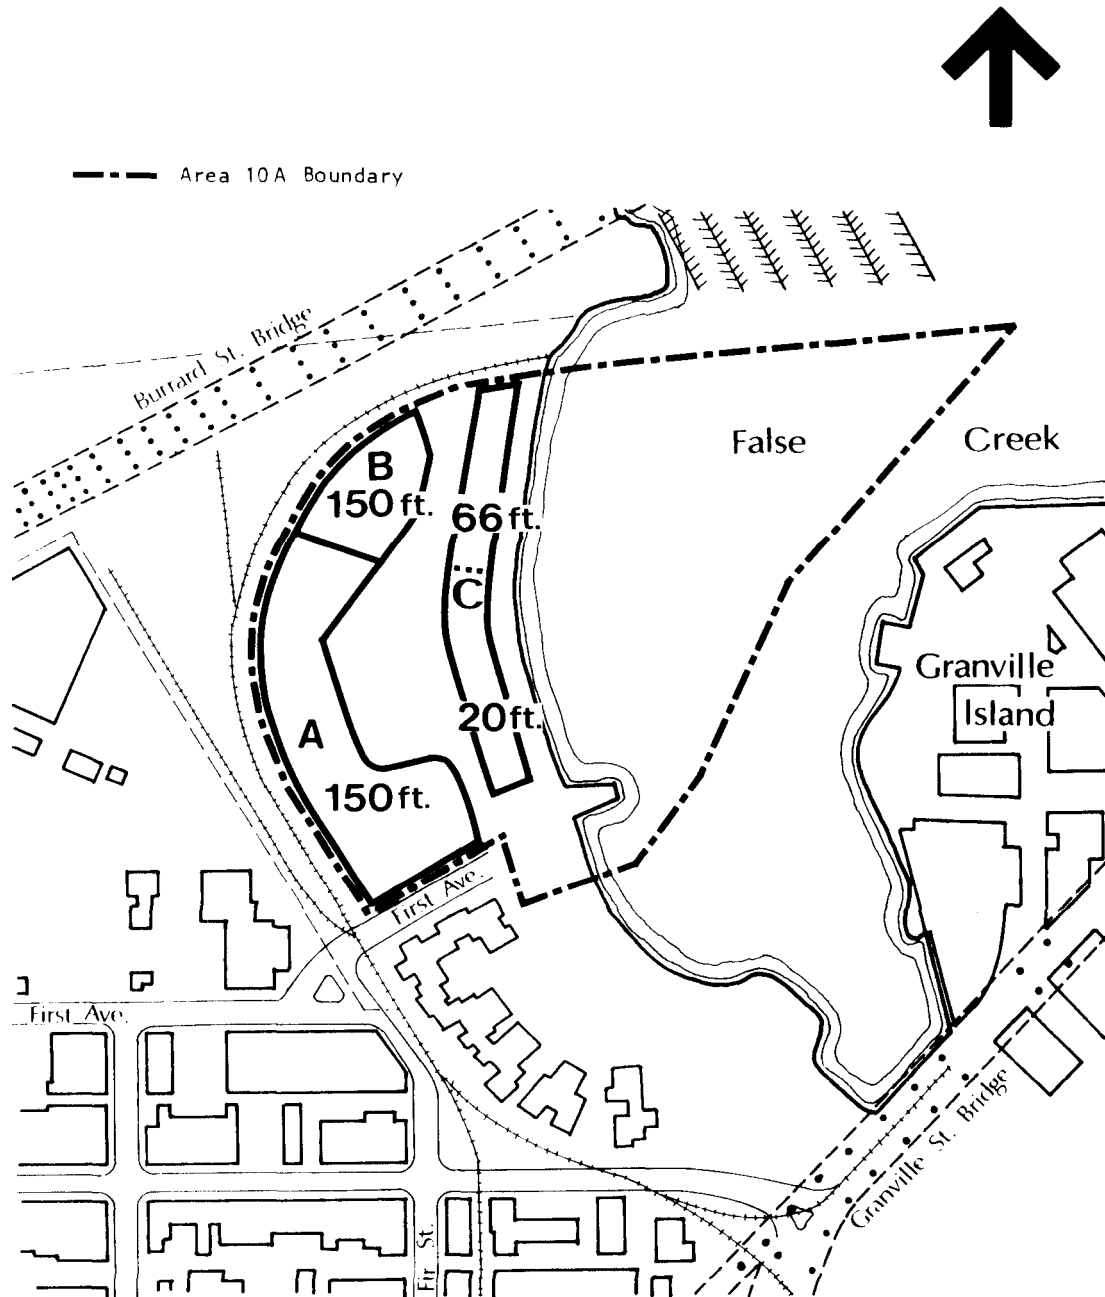 Area 10A Boundary
Burrard St. Bridge
False Creek
B
150 ft.
66 ft.
C
Granville
Island
20 ft.
A
150 ft.
First Ave.
First Ave.
Granville St. Bridge
Fir St.